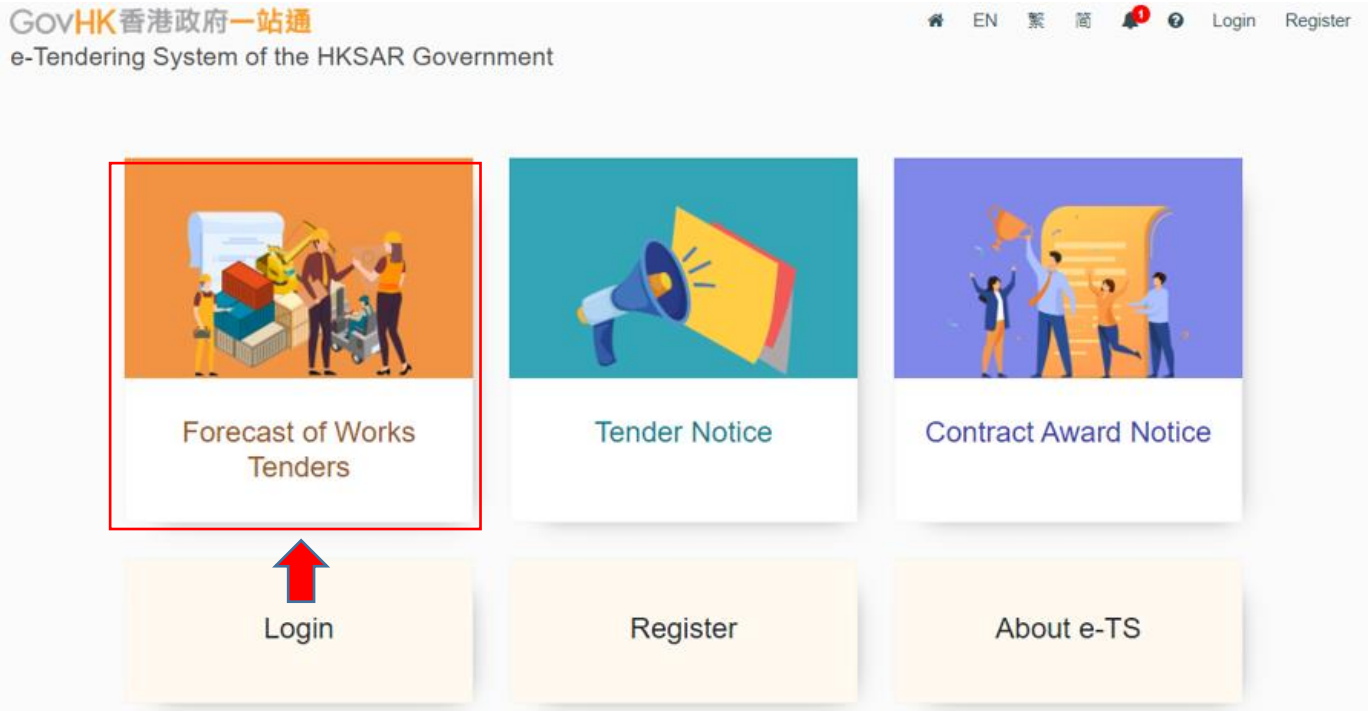 GovHK香港政府一站通
EN 繁 简 1 Login Register
e-Tendering System of the HKSAR Government
Forecast of Works
Tenders
Tender Notice
Contract Award Notice
Login
Register
About e-TS